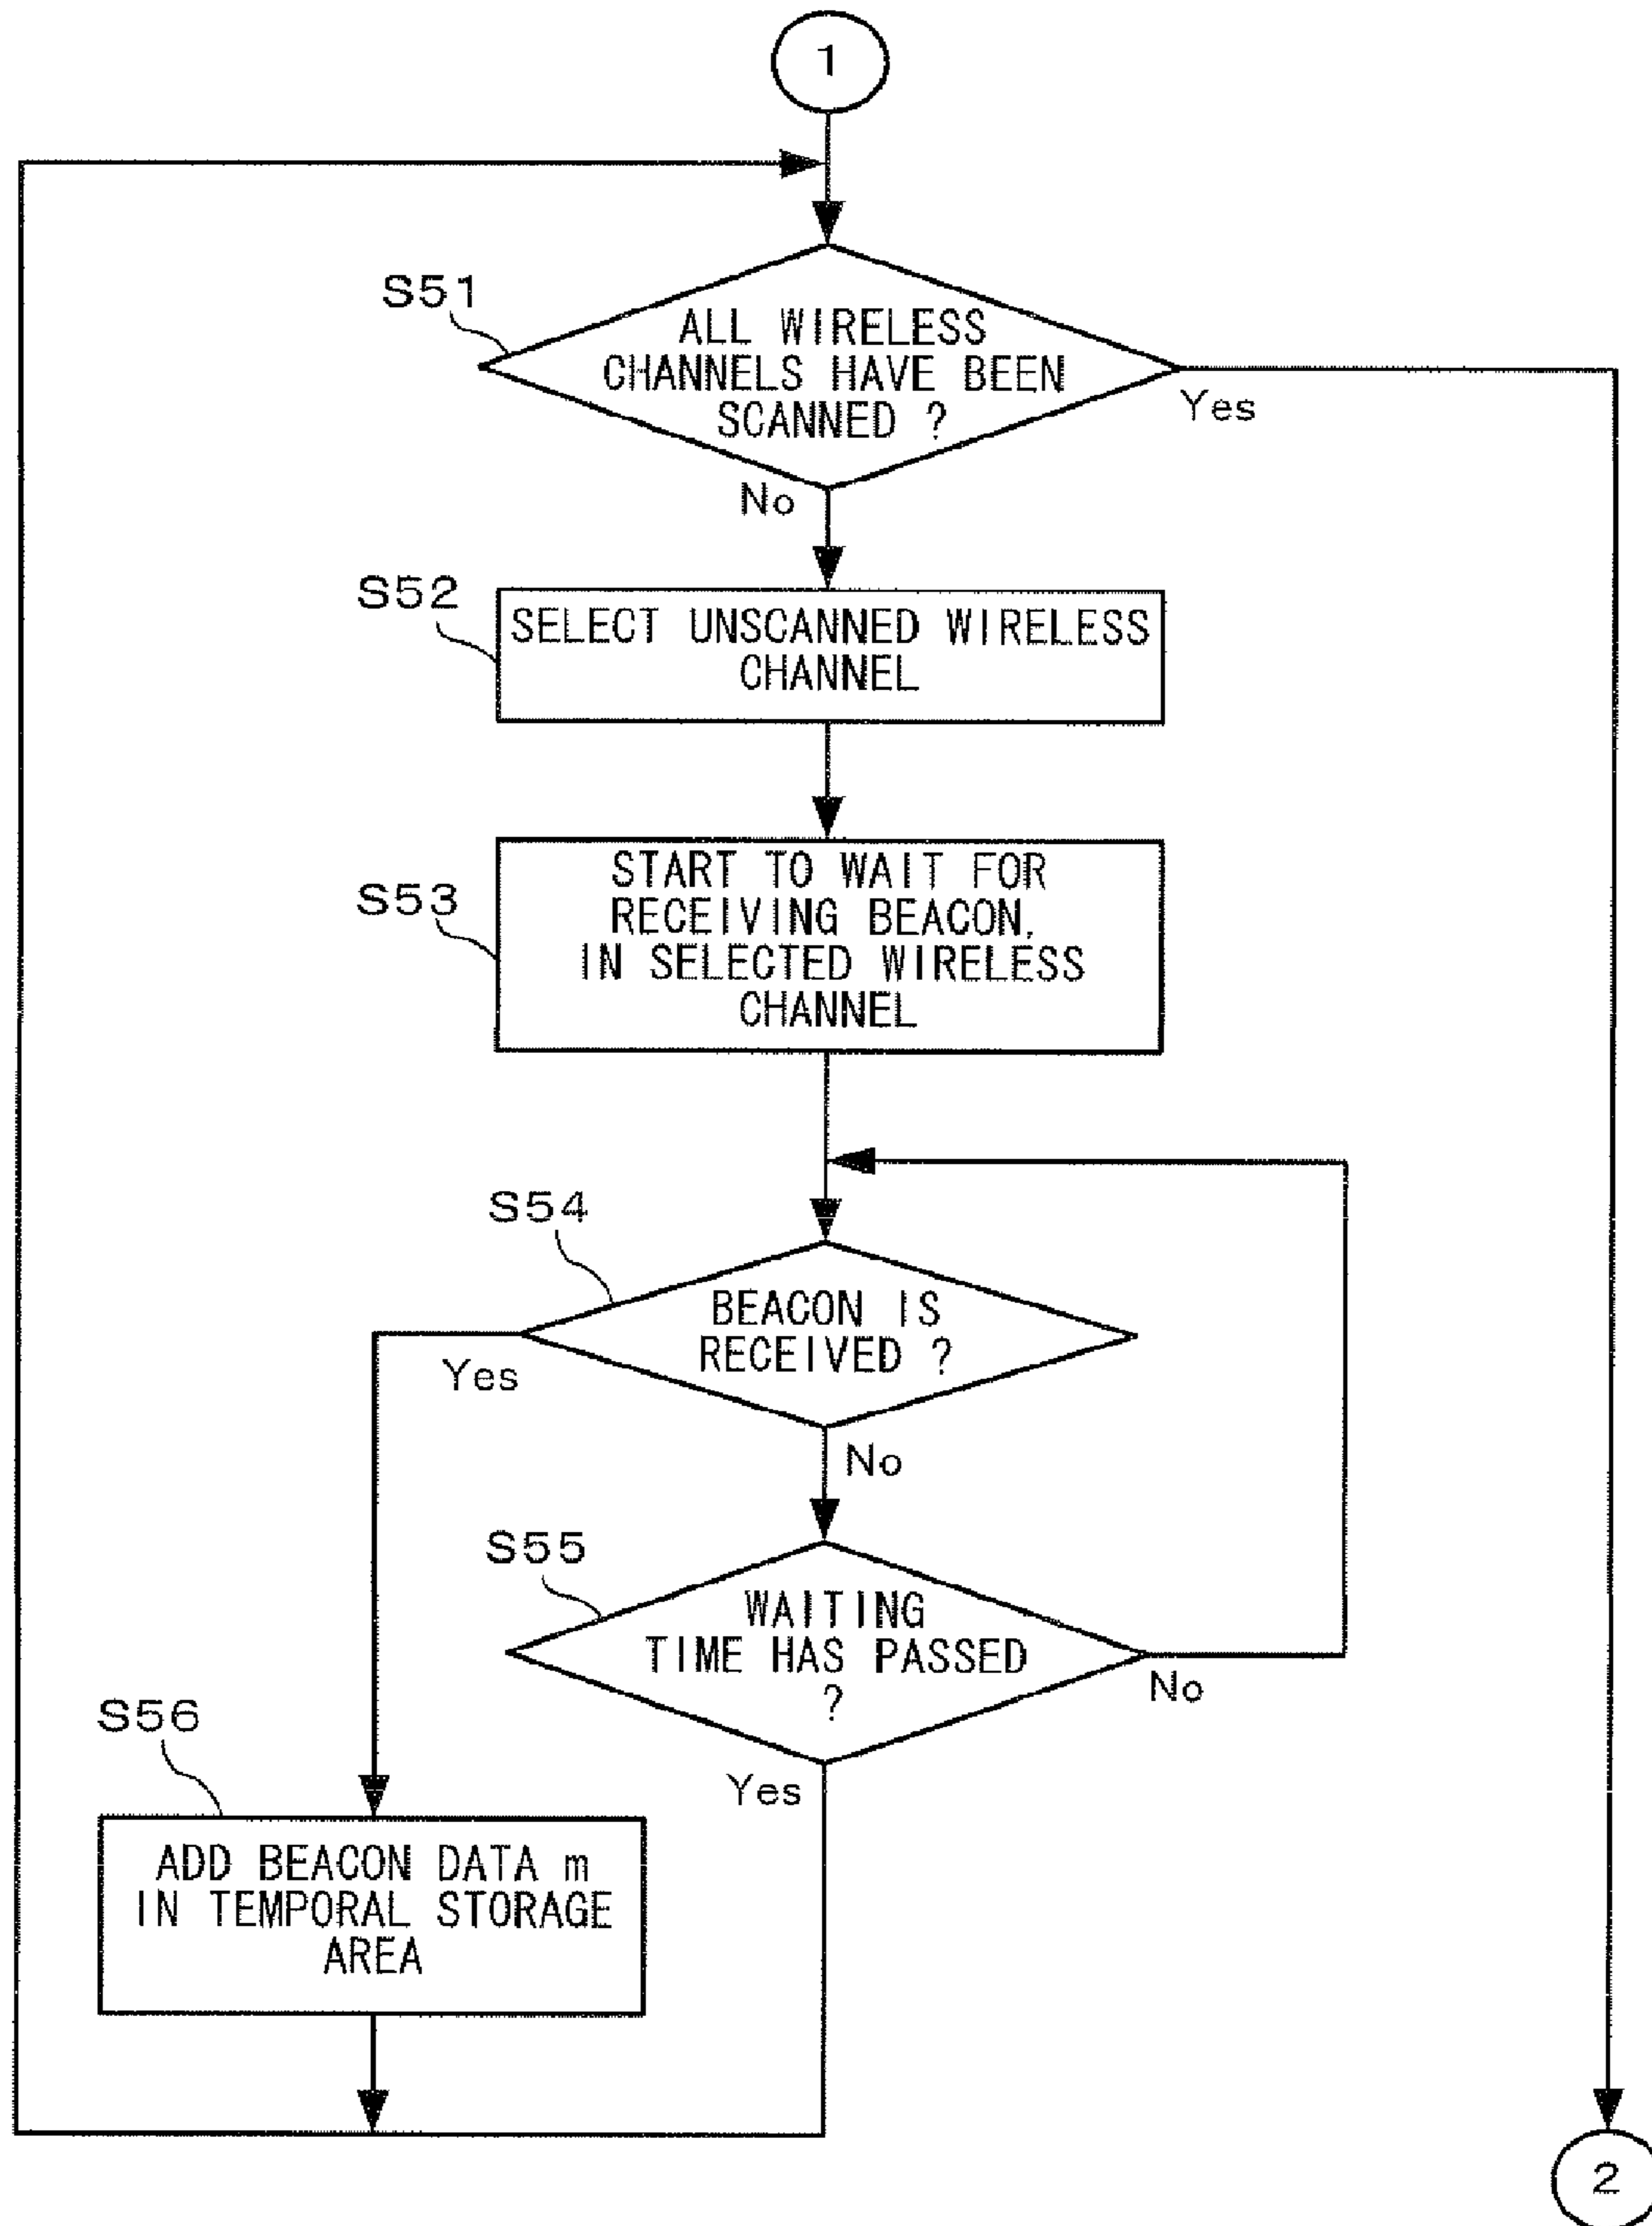 1
S51
ALL WIRELESS
CHANNELS HAVE BEEN
SCANNED ?
Yes
No
S52
SELECT UNSCANNED WIRELESS
CHANNEL
S53
START TO WAIT FOR
RECEIVING BEACON,
IN SELECTED WIRELESS
CHANNEL
S54
BEACON IS
RECEIVED ?
Yes
No
S55
WAITING
TIME HAS PASSED
?
No
Yes
S56
ADD BEACON DATA m
IN TEMPORAL STORAGE
AREA
2